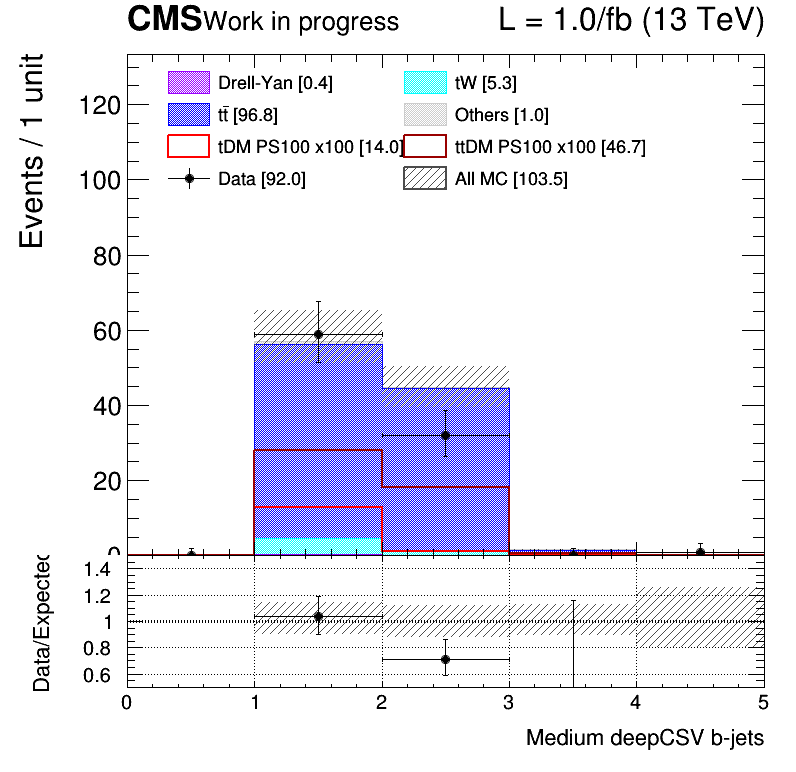 CMS Work in progress L = 1.0/fb (13 TeV)
Events / 1 unit
120
100
80
60
40
20
0
Drell-Yan [0.4] tW [5.3]
tt̄ [96.8] Others [1.0]
tDM PS100 x100 [14.0] ttDM PS100 x100 [46.7]
Data [92.0] All MC [103.5]
Data/Expected
1.4
1.2
1
0.8
0.6
0 1 2 3 4 5
Medium deepCSV b-jets